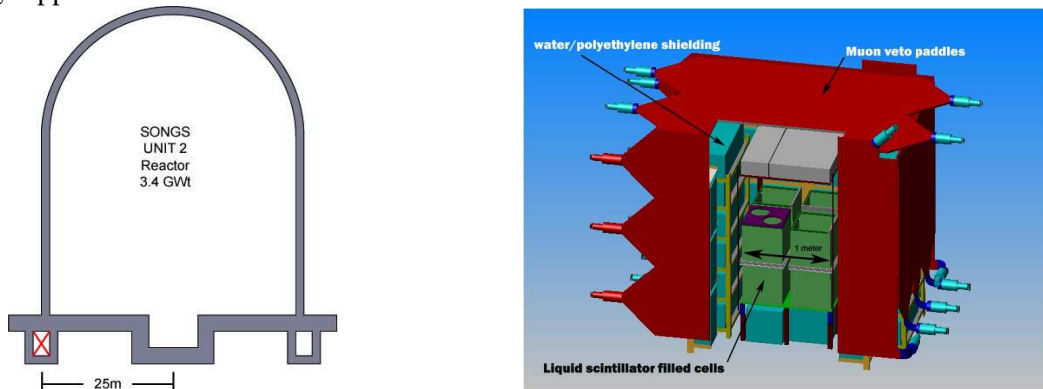 SONGS
UNIT 2
Reactor
3.4 GWt
25m
water/polyethylene shielding
Muon veto paddles
1 meter
Liquid scintillator filled cells